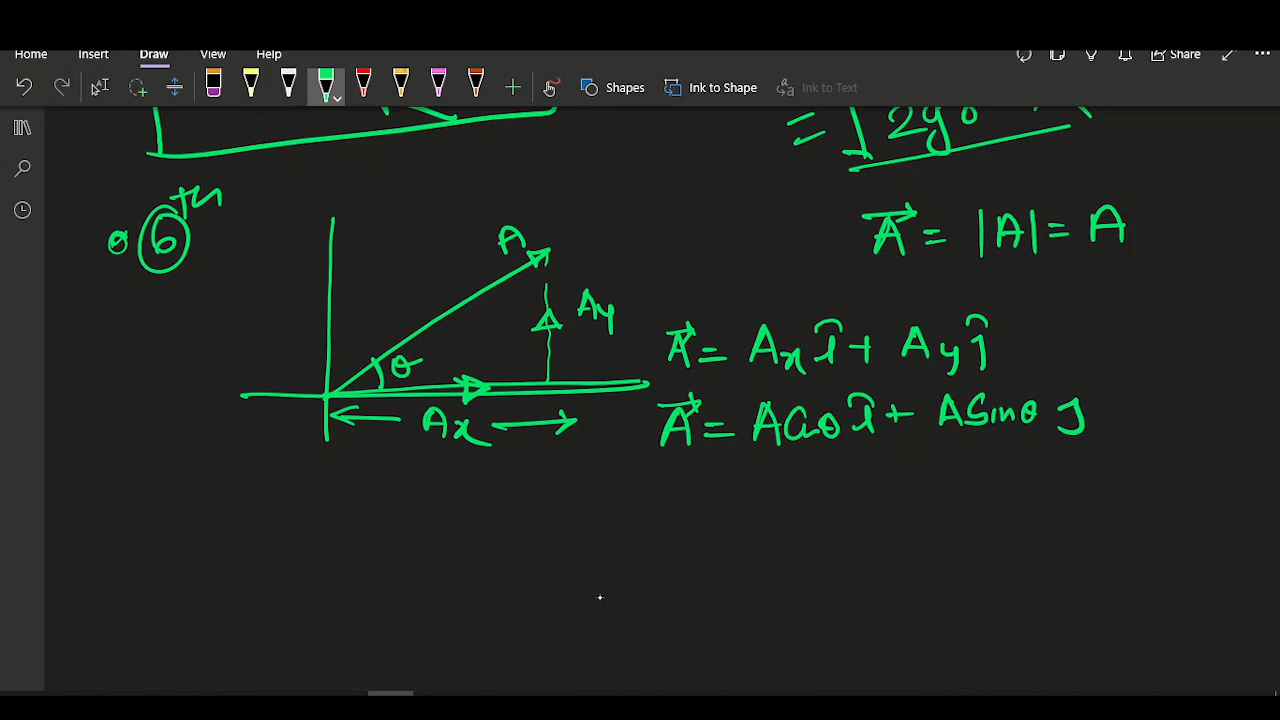 Home Insert Draw View Help Share
Shapes Ink to Shape Ink to Text
6th
A⃗ = |A| = A
A
Ay
θ
A⃗ = Ax î + Ay ĵ
A⃗ = A Cosθ î + A Sinθ j
Ax